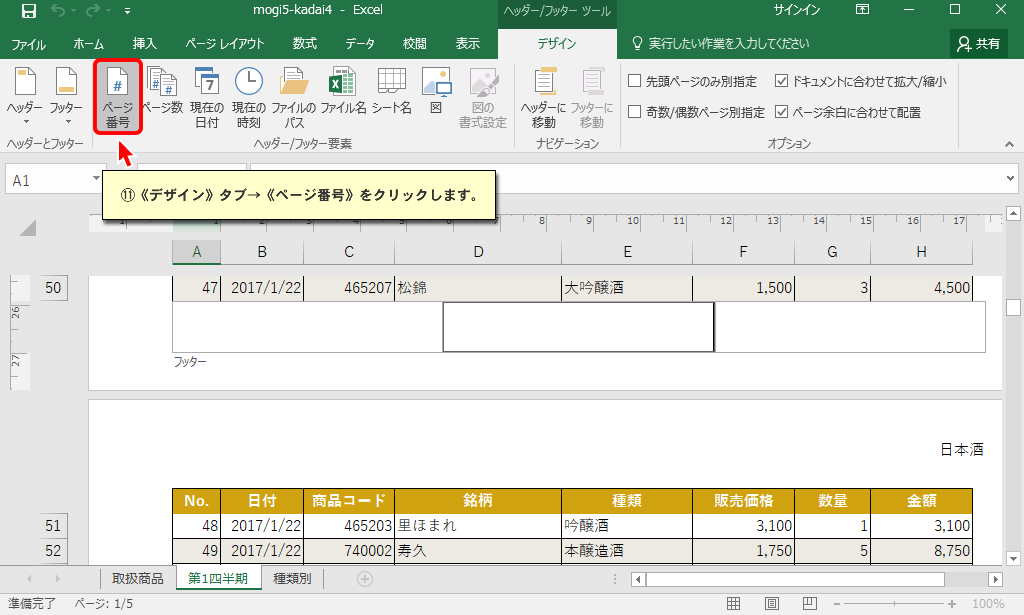 mogi5-kadai4 - Excel
ヘッダー/フッター ツール
サインイン
ファイル ホーム 挿入 ページ レイアウト 数式 データ 校閲 表示 デザイン 実行したい作業を入力してください 共有
ヘッダー フッター ページ番号 ページ数 現在の日付 現在の時刻 ファイルのパス ファイル名 シート名 図 図の書式設定 ヘッダーに移動 フッターに移動
先頭ページのみ別指定 ドキュメントに合わせて拡大/縮小
奇数/偶数ページ別指定 ページ余白に合わせて配置
ヘッダーとフッター ヘッダー/フッター要素 ナビゲーション オプション
A1
⑪《デザイン》タブ→《ページ番号》をクリックします。
1 1 8 9 10 11 12 13 14 15 16 17
A B C D E F G H
50 47 2017/1/22 465207 松錦 大吟醸酒 1,500 3 4,500
26
27
フッター
日本酒
No. 日付 商品コード 銘柄 種類 販売価格 数量 金額
51 48 2017/1/22 465203 里ほまれ 吟醸酒 3,100 1 3,100
52 49 2017/1/22 740002 寿久 本醸造酒 1,750 5 8,750
取扱商品 第1四半期 種類別
準備完了 ページ: 1/5 100%